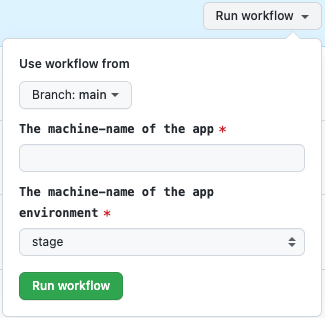 Run workflow
Use workflow from
Branch: main
The machine-name of the app *
The machine-name of the app
environment *
stage
Run workflow